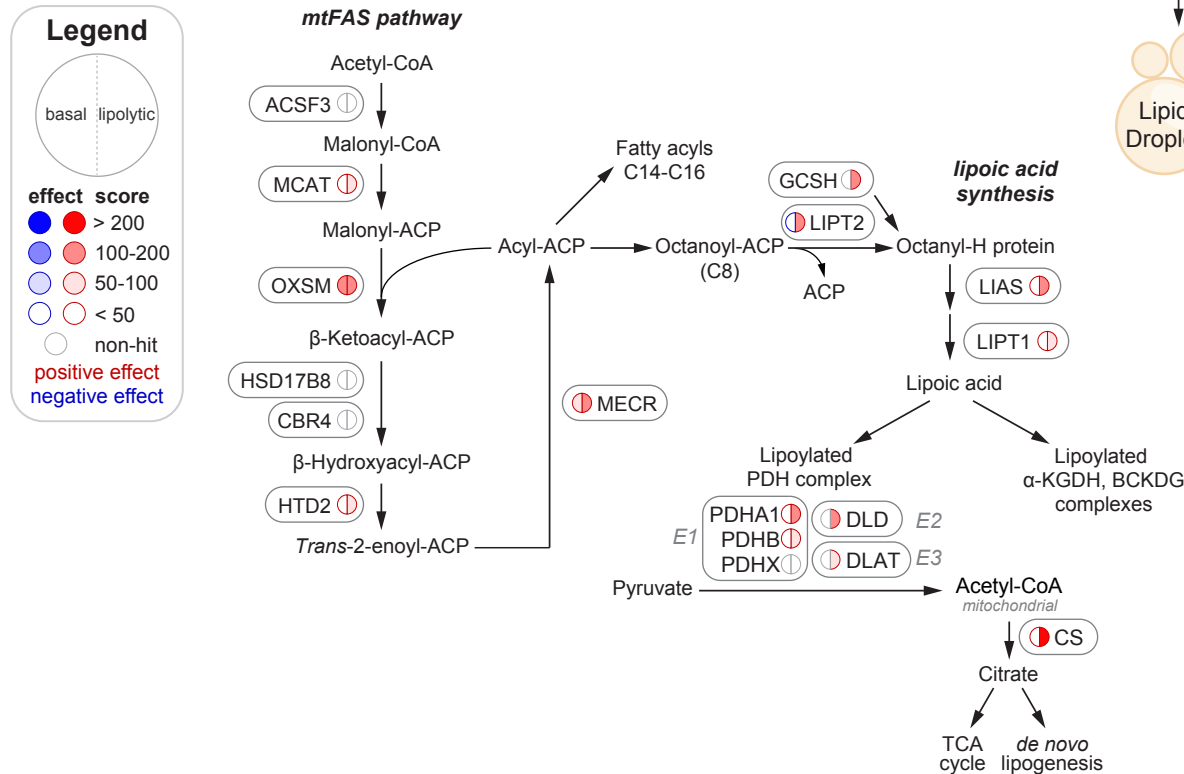 Legend
basal
lipolytic
effect score
> 200
100-200
50-100
< 50
non-hit
positive effect
negative effect
mtFAS pathway
Acetyl-CoA
ACSF3
Malonyl-CoA
MCAT
Malonyl-ACP
OXSM
β-Ketoacyl-ACP
HSD17B8
CBR4
β-Hydroxyacyl-ACP
HTD2
Trans-2-enoyl-ACP
MECR
Acyl-ACP
Fatty acyls
C14-C16
Octanoyl-ACP
(C8)
GCSH
LIPT2
ACP
lipoic acid
synthesis
Octanyl-H protein
LIAS
LIPT1
Lipoic acid
Lipoylated
PDH complex
Lipoylated
α-KGDH, BCKDG
complexes
E1
PDHA1
PDHB
PDHX
DLD
E2
DLAT
E3
Pyruvate
Acetyl-CoA
mitochondrial
CS
Citrate
TCA
cycle
de novo
lipogenesis